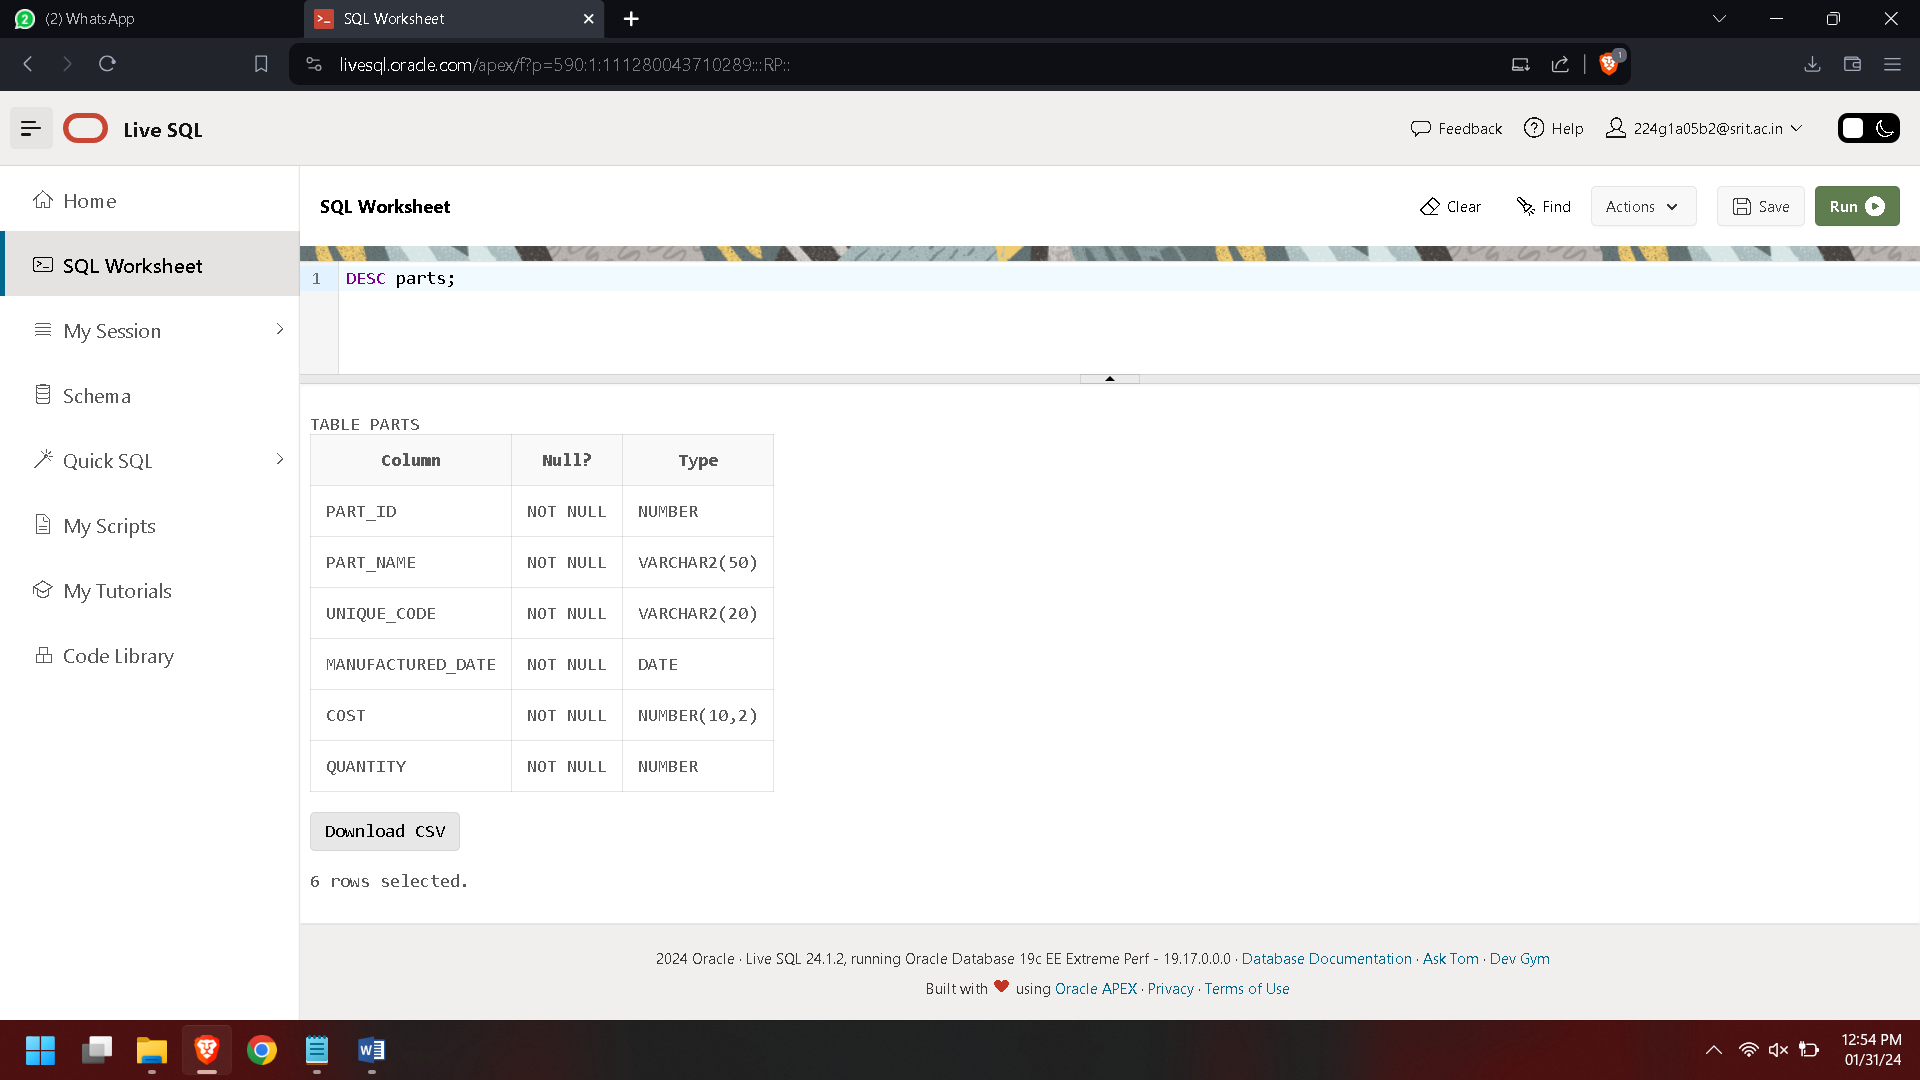 (2) WhatsApp
SQL Worksheet
livesql.oracle.com/apex/f?p=590:1:111280043710289:::RP::
1
Live SQL
Feedback
Help
224g1a05b2@srit.ac.in
Home
SQL Worksheet
My Session
Schema
Quick SQL
My Scripts
My Tutorials
Code Library
SQL Worksheet
Clear
Find
Actions
Save
Run
1 DESC parts;
TABLE PARTS
Column Null? Type
PART_ID NOT NULL NUMBER
PART_NAME NOT NULL VARCHAR2(50)
UNIQUE_CODE NOT NULL VARCHAR2(20)
MANUFACTURED_DATE NOT NULL DATE
COST NOT NULL NUMBER(10,2)
QUANTITY NOT NULL NUMBER
Download CSV
6 rows selected.
2024 Oracle · Live SQL 24.1.2, running Oracle Database 19c EE Extreme Perf - 19.17.0.0.0 · Database Documentation · Ask Tom · Dev Gym
Built with ❤ using Oracle APEX · Privacy · Terms of Use
12:54 PM
01/31/24